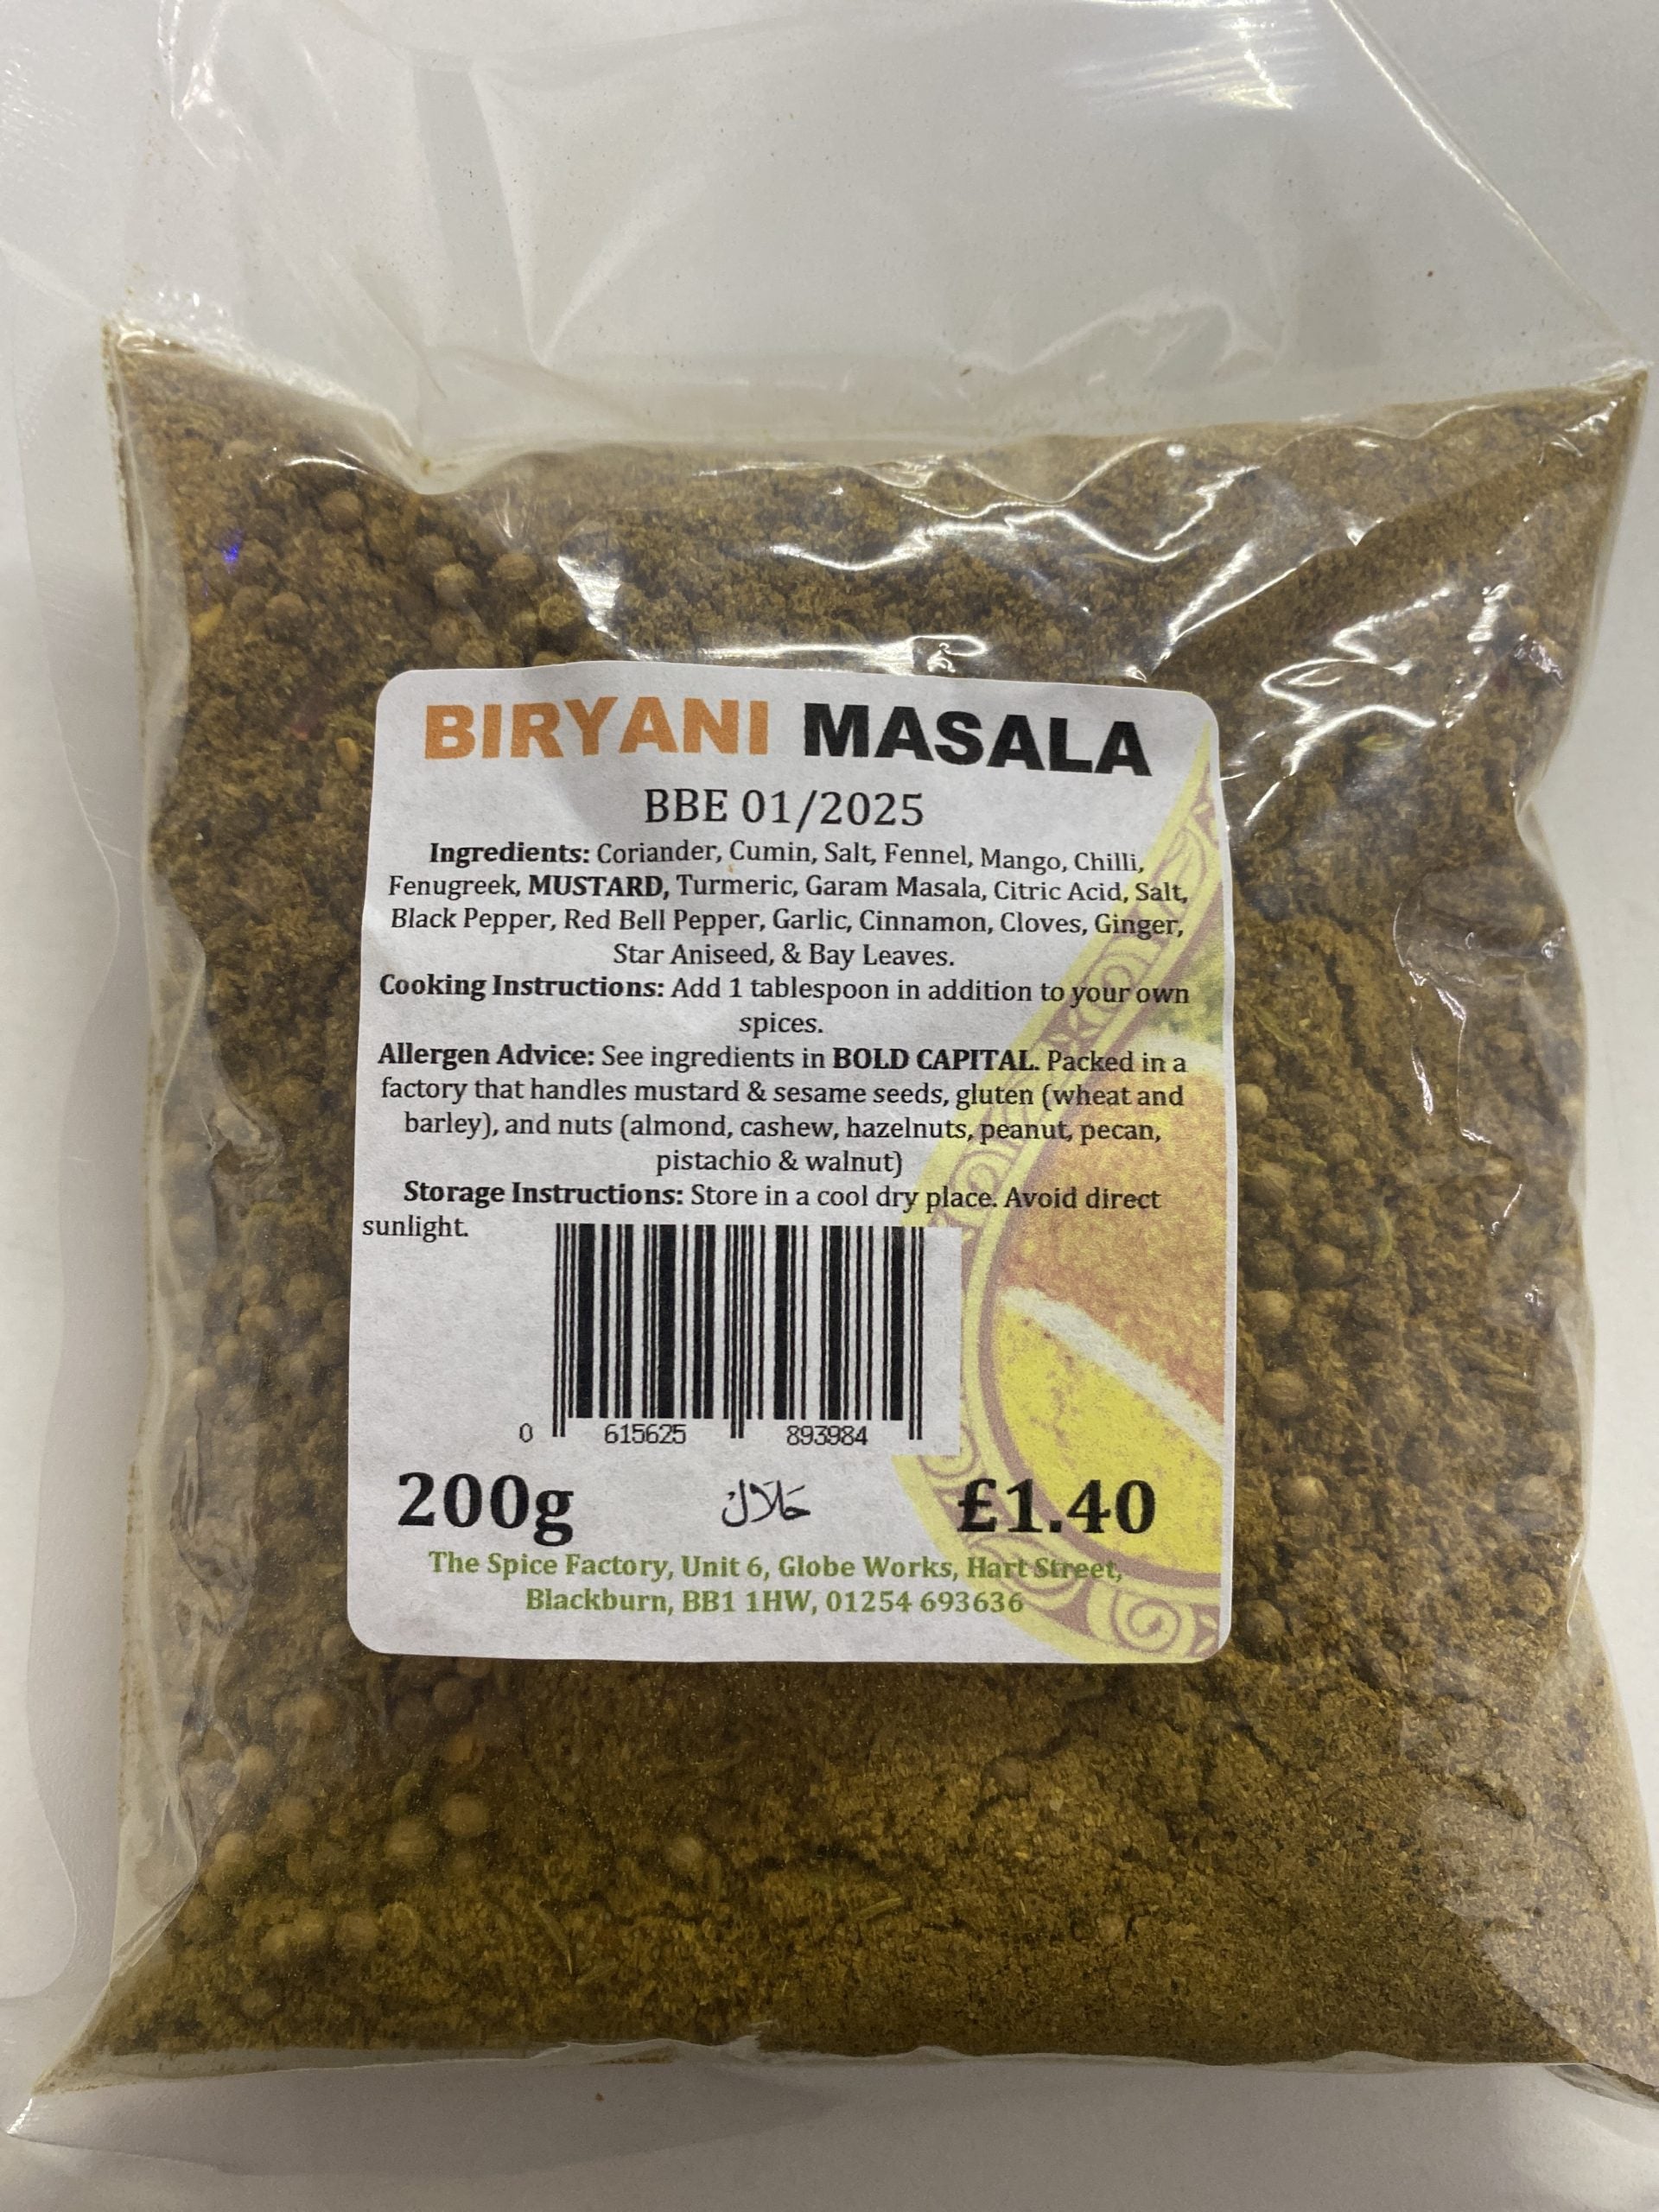 BIRYANI MASALA
BBE 01/2025
Ingredients: Coriander, Cumin, Salt, Fennel, Mango, Chilli,
Fenugreek, MUSTARD, Turmeric, Garam Masala, Citric Acid, Salt,
Black Pepper, Red Bell Pepper, Garlic, Cinnamon, Cloves, Ginger,
Star Aniseed, & Bay Leaves.
Cooking Instructions: Add 1 tablespoon in addition to your own
spices.
Allergen Advice: See ingredients in BOLD CAPITAL. Packed in a
factory that handles mustard & sesame seeds, gluten (wheat and
barley), and nuts (almond, cashew, hazelnuts, peanut, pecan,
pistachio & walnut)
Storage Instructions: Store in a cool dry place. Avoid direct
sunlight.
0 615625 893984
200g حَلَال £1.40
The Spice Factory, Unit 6, Globe Works, Hart Street,
Blackburn, BB1 1HW, 01254 693636